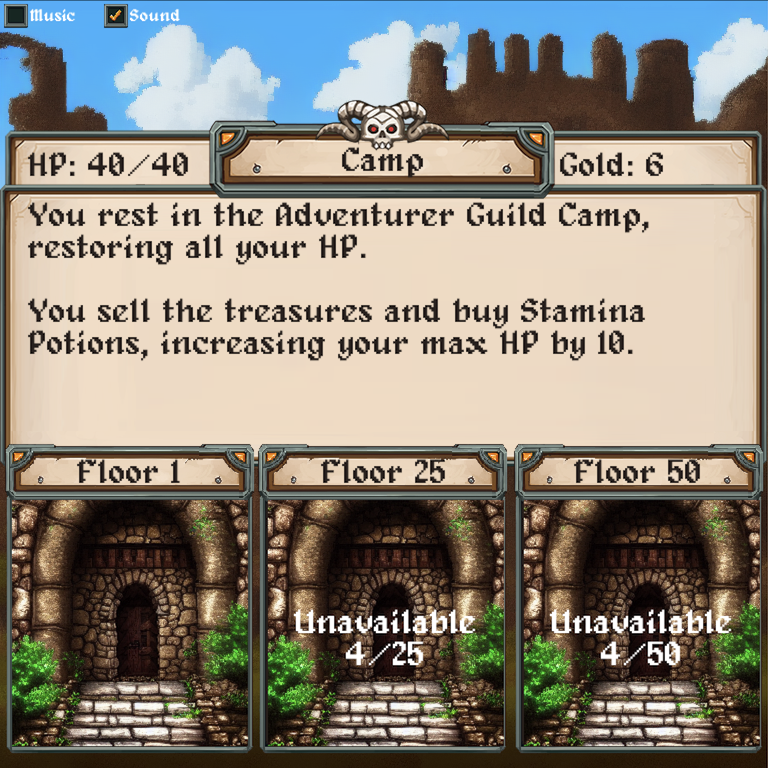 Music
Sound
HP: 40/40
Camp
Gold: 6
You rest in the Adventurer Guild Camp,
restoring all your HP.
You sell the treasures and buy Stamina
Potions, increasing your max HP by 10.
Floor 1
Floor 25
Floor 50
Unavailable
4/25
Unavailable
4/50